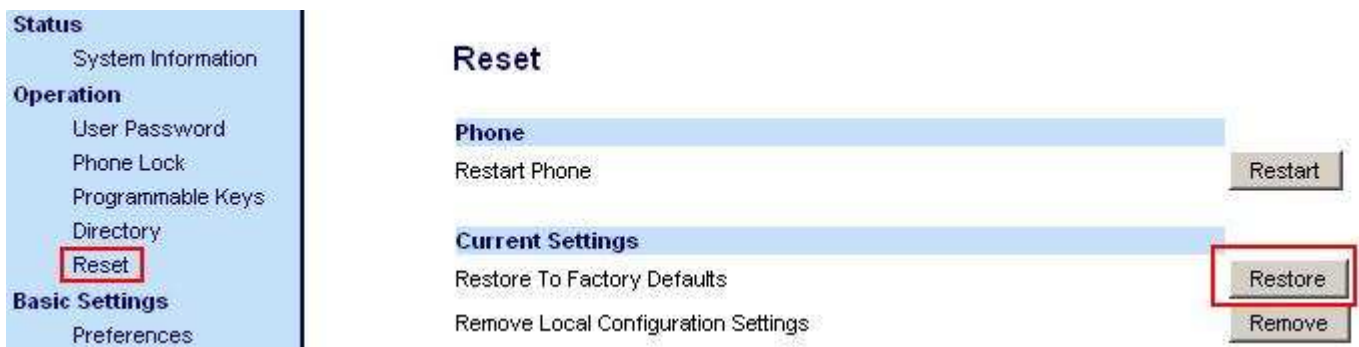 Status
System Information
Operation
User Password
Phone Lock
Programmable Keys
Directory
Reset
Basic Settings
Preferences
Reset
Phone
Restart Phone
Restart
Current Settings
Restore To Factory Defaults
Restore
Remove Local Configuration Settings
Remove